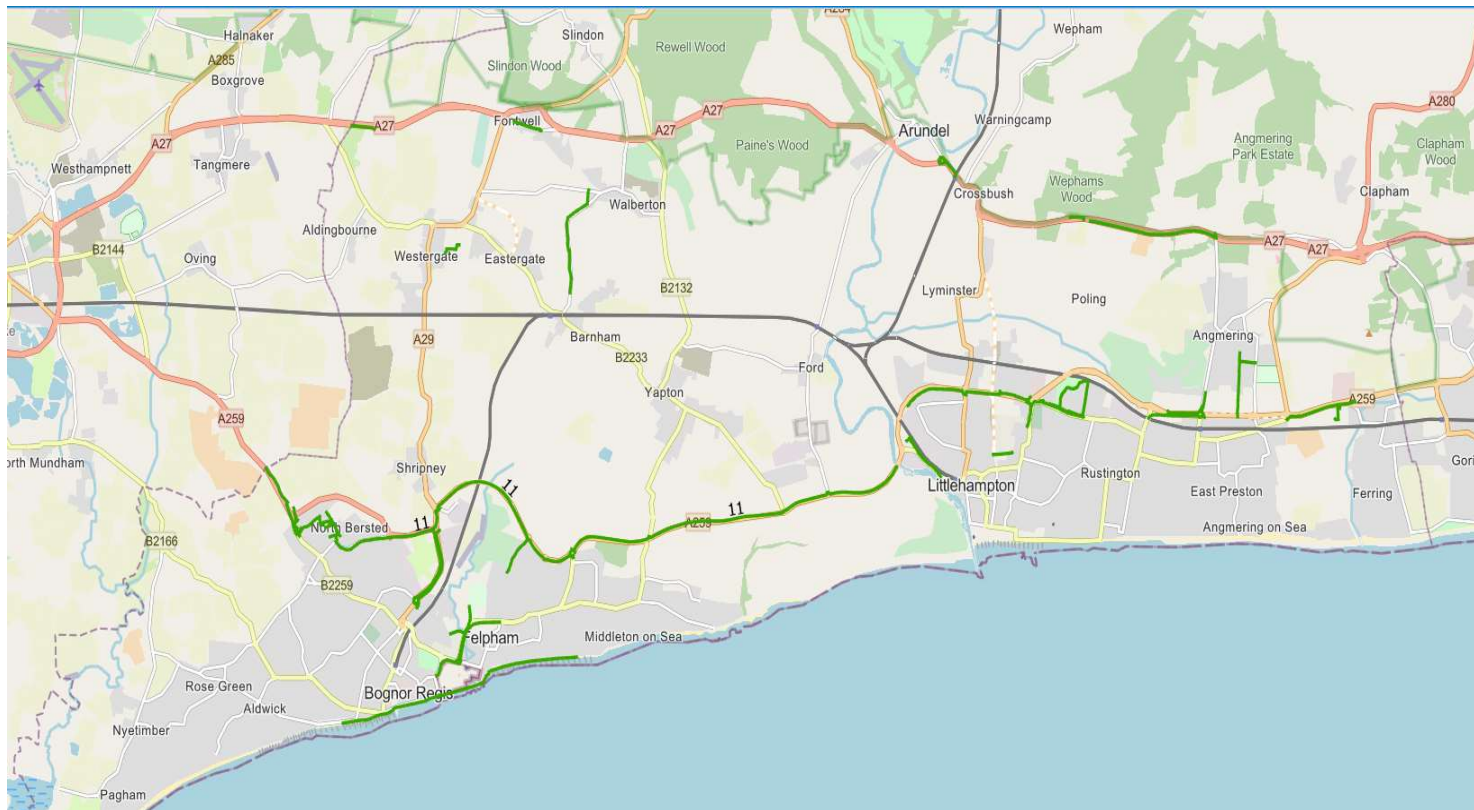 Halnaker
A285
Boxgrove
Slindon
Slindon Wood
Rewell Wood
A284
Wepham
A280
A27
A27
Fontwell
A27
A27
Paine's Wood
Arundel
Warningcamp
Angmering
Park Estate
Clapham
Wood
Westhampnett
Tangmere
Walberton
Crossbush
Wephams
Wood
Clapham
B2144
Oving
Aldingbourne
Westergate
Eastergate
A27
A27
B2132
Lyminster
Poling
A29
Barnham
B2233
Ford
Angmering
Yapton
A259
A259
North Mundham
Shripney
11
11
Littlehampton
Rustington
East Preston
Ferring
Gori
North Bersted
11
A259
Angmering on Sea
B2166
B2259
Felpham
Middleton on Sea
Rose Green
Bognor Regis
Aldwick
Nyetimber
Pagham